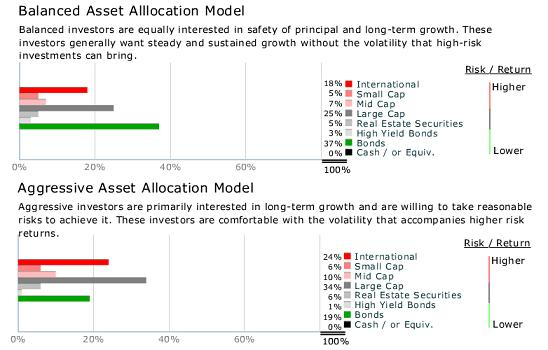 Balanced Asset Alllocation Model
Balanced investors are equally interested in safety of principal and long-term growth. These
investors generally want steady and sustained growth without the volatility that high-risk
investments can bring.
Risk / Return
18% International
5% Small Cap
7% Mid Cap
25% Large Cap
5% Real Estate Securities
3% High Yield Bonds
37% Bonds
0% Cash / or Equiv.
Higher
Lower
0% 20% 40% 60% 100%
Aggressive Asset Allocation Model
Aggressive investors are primarily interested in long-term growth and are willing to take reasonable
risks to achieve it. These investors are comfortable with the volatility that accompanies higher risk
returns.
Risk / Return
24% International
6% Small Cap
10% Mid Cap
34% Large Cap
6% Real Estate Securities
1% High Yield Bonds
19% Bonds
0% Cash / or Equiv.
Higher
Lower
0% 20% 40% 60% 100%